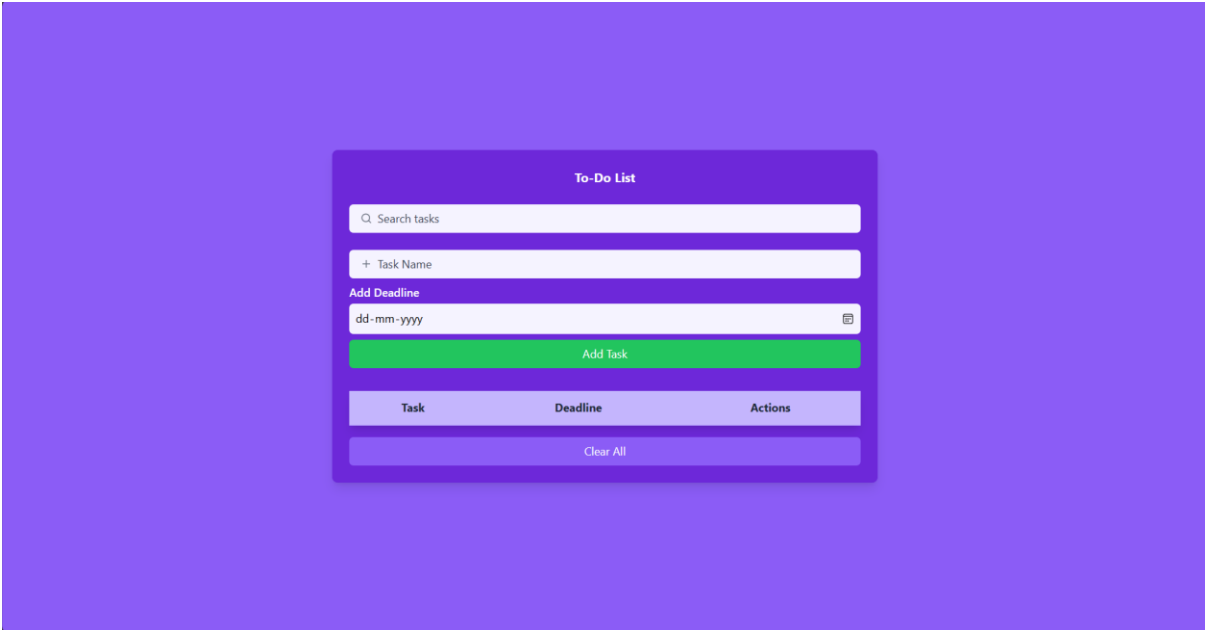 To-Do List
Search tasks
+ Task Name
Add Deadline
dd-mm-yyyy
Add Task
Task Deadline Actions
Clear All